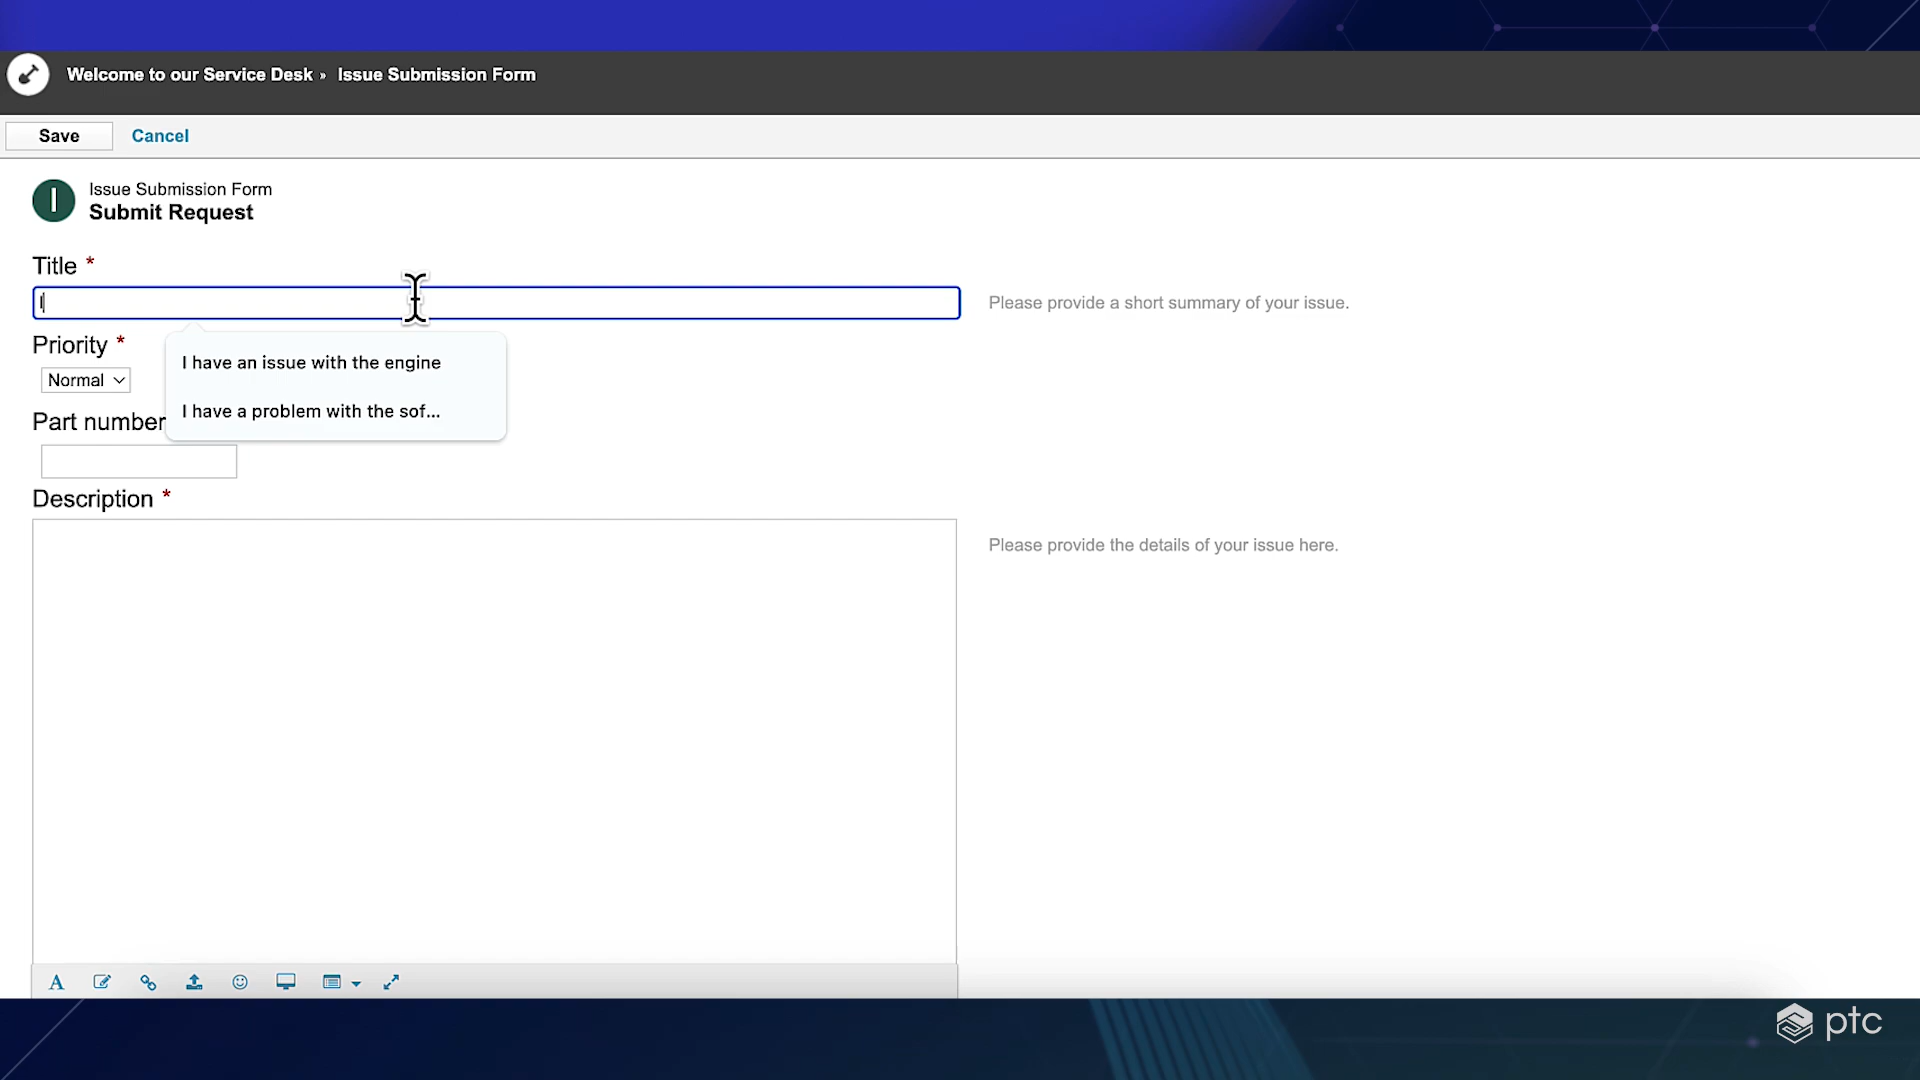 Welcome to our Service Desk » Issue Submission Form
Save Cancel
I
Issue Submission Form
Submit Request
Title *
I
Please provide a short summary of your issue.
I have an issue with the engine
I have a problem with the sof...
Priority *
Normal
Part number
Description *
Please provide the details of your issue here.
A
ptc